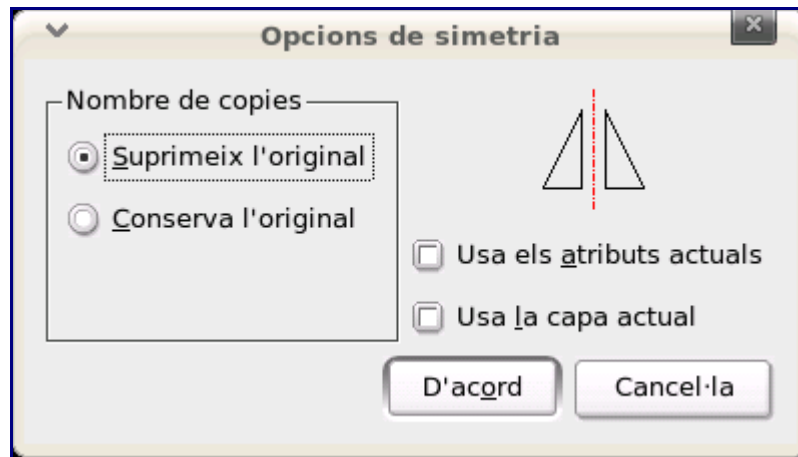 Opcions de simetria
Nombre de copies
Suprimeix l'original
Conserva l'original
Usa els atributs actuals
Usa la capa actual
D'acord
Cancel·la